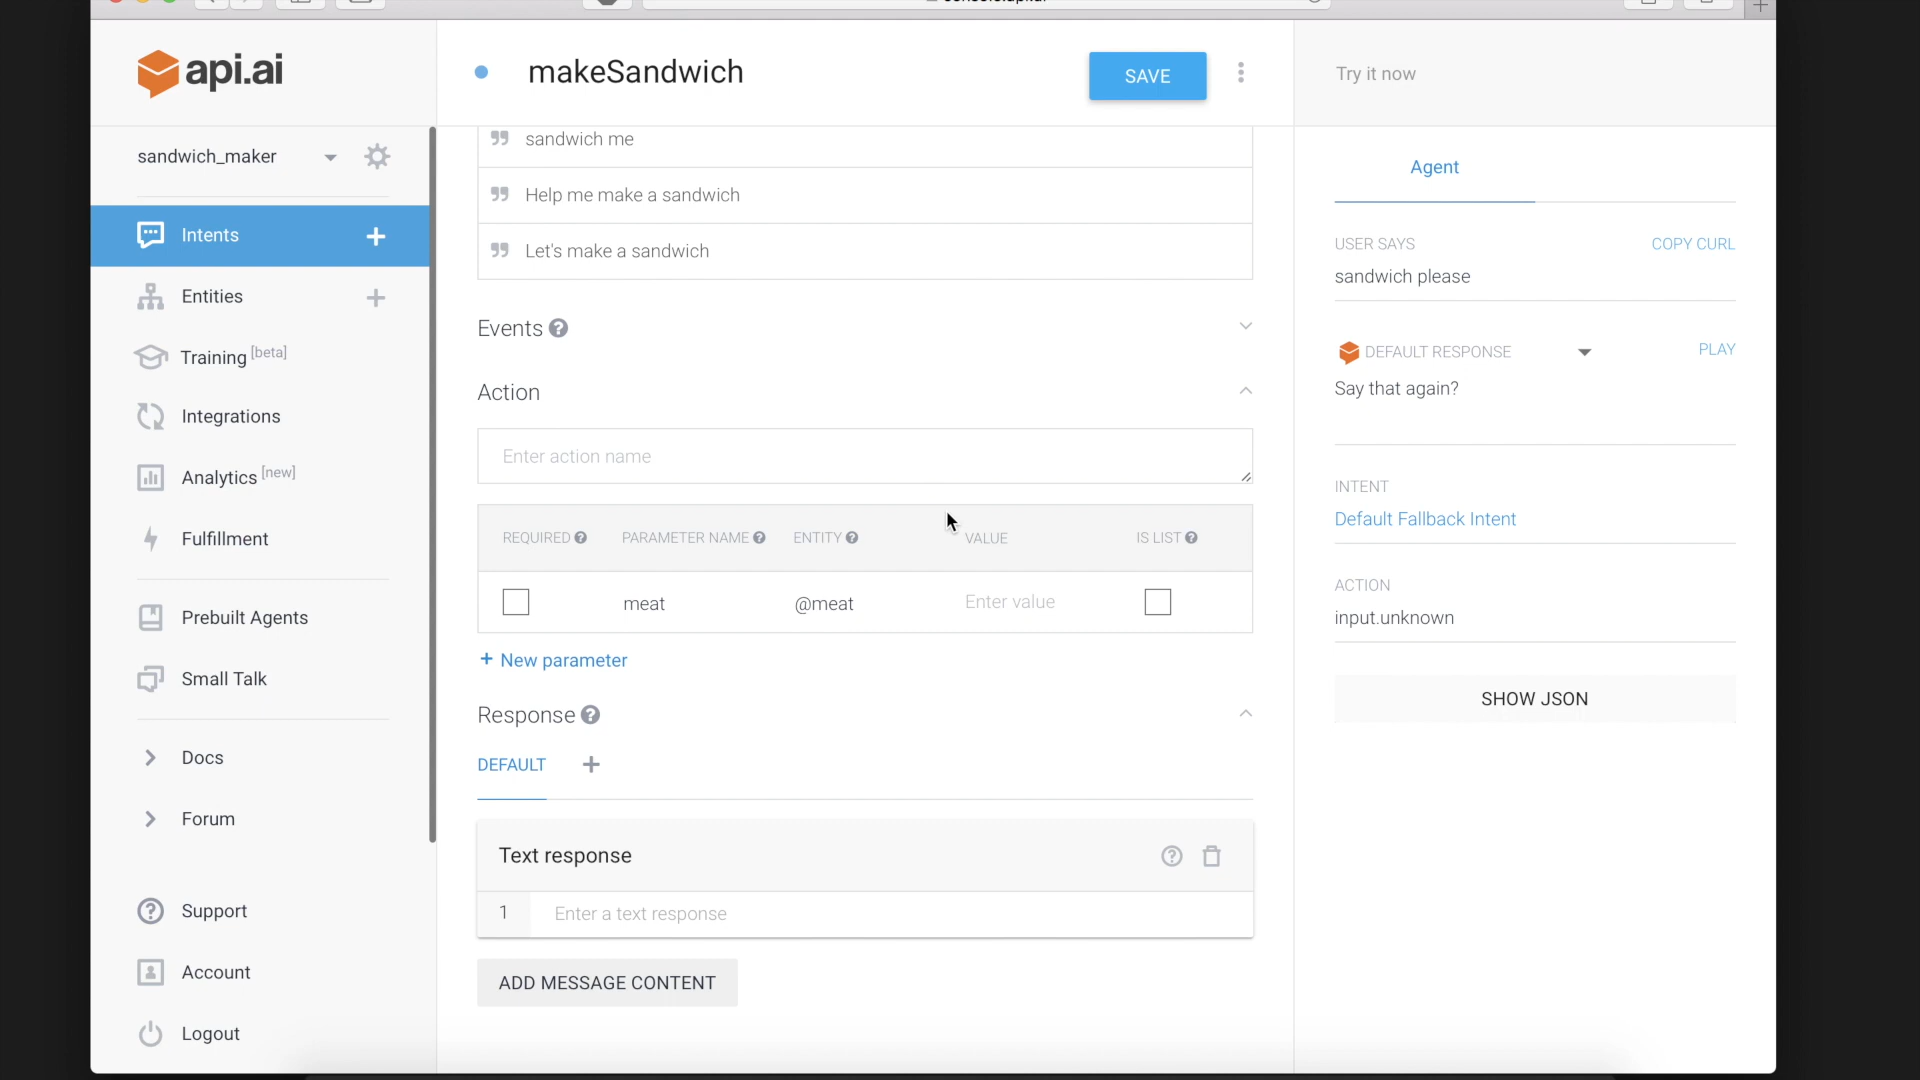 api.ai
makeSandwich
SAVE
Try it now
sandwich_maker
Intents
Entities
Training [beta]
Integrations
Analytics [new]
Fulfillment
Prebuilt Agents
Small Talk
Docs
Forum
Support
Account
Logout
sandwich me
Help me make a sandwich
Let's make a sandwich
Events
Action
Enter action name
REQUIRED PARAMETER NAME ENTITY VALUE IS LIST
meat @meat Enter value
+ New parameter
Response
DEFAULT
Text response
1 Enter a text response
ADD MESSAGE CONTENT
Agent
USER SAYS COPY CURL
sandwich please
DEFAULT RESPONSE PLAY
Say that again?
INTENT
Default Fallback Intent
ACTION
input.unknown
SHOW JSON